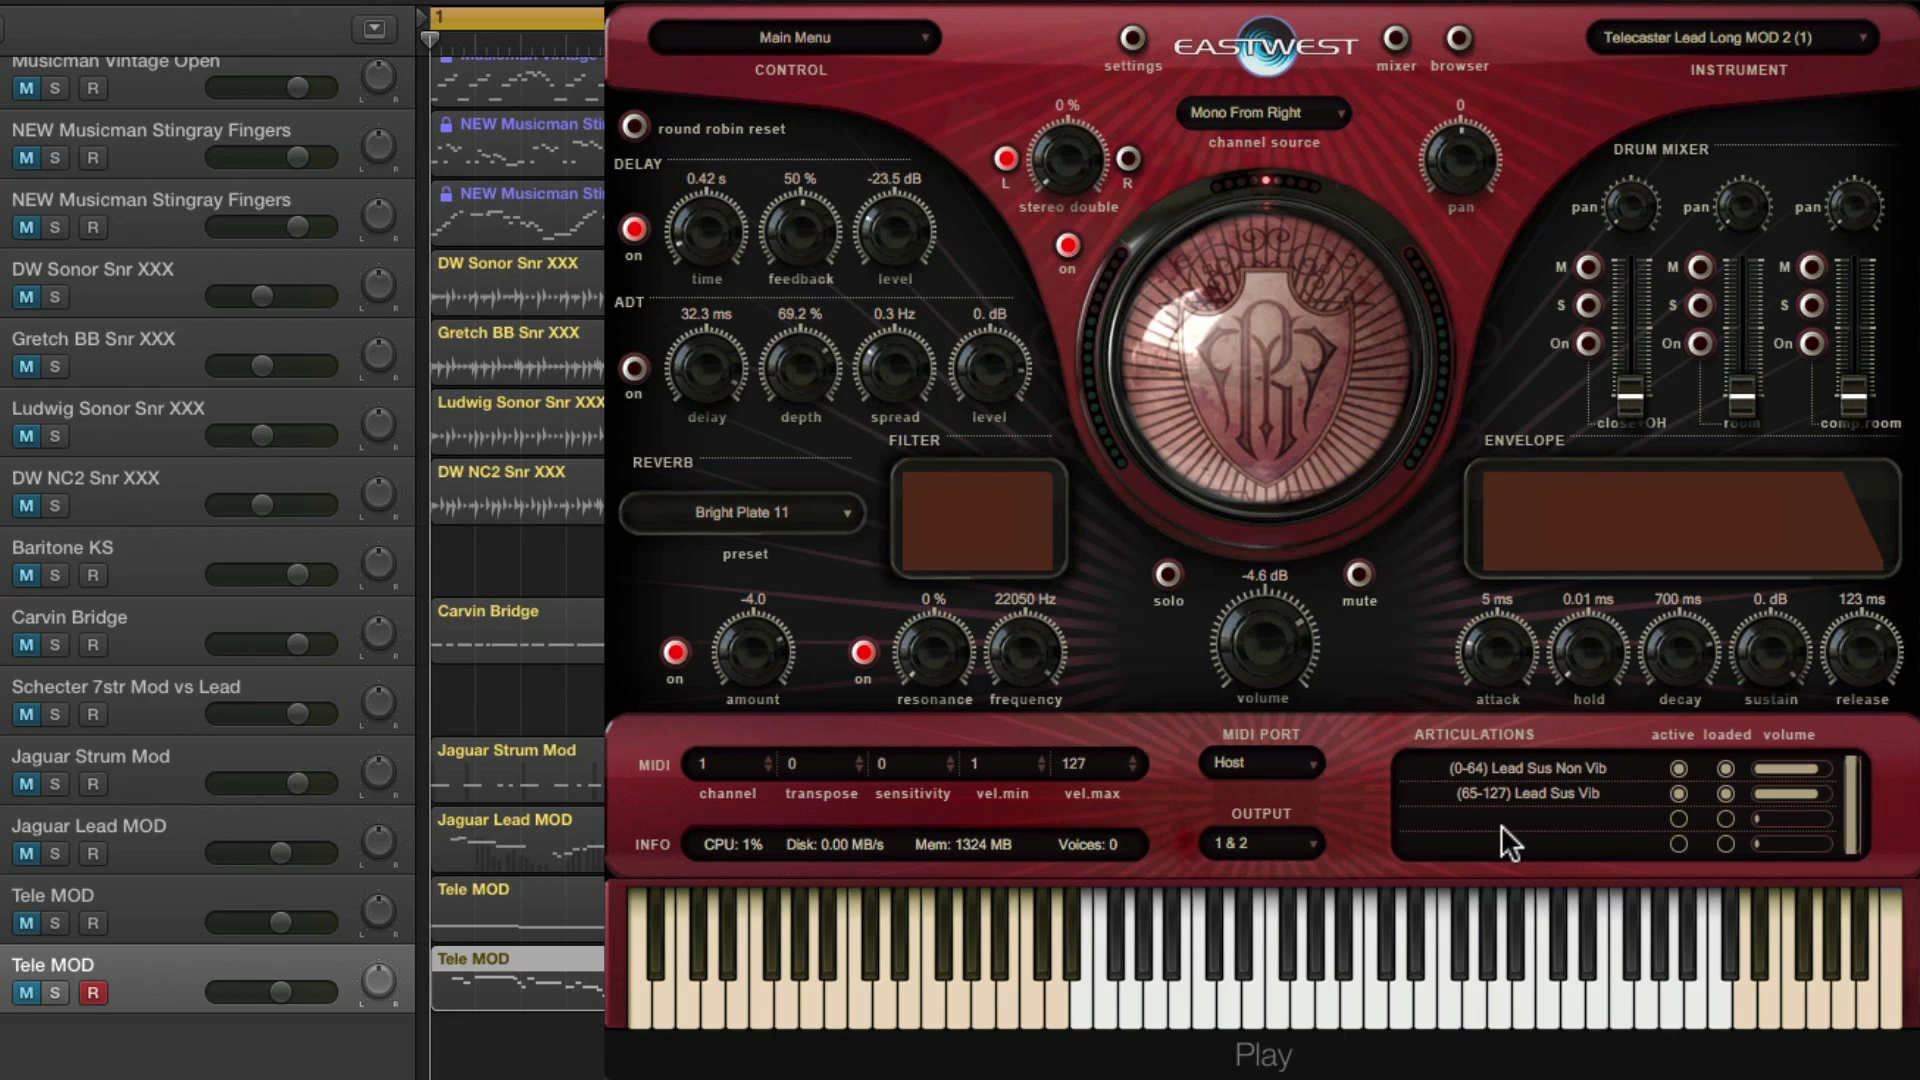 1
Musicman Vintage Open
M S R
L R
NEW Musicman Stingray Fingers
M S R
L R
NEW Musicman Stingray Fingers
M S R
L R
DW Sonor Snr XXX
M S
L R
Gretch BB Snr XXX
M S
L R
Ludwig Sonor Snr XXX
M S
L R
DW NC2 Snr XXX
M S
L R
Baritone KS
M S R
L R
Carvin Bridge
M S R
L R
Schecter 7str Mod vs Lead
M S R
L R
Jaguar Strum Mod
M S R
L R
Jaguar Lead MOD
M S R
L R
Tele MOD
M S R
L R
Tele MOD
M S R
L R
Musicman Vintage
NEW Musicman Sti
NEW Musicman Sti
DW Sonor Snr XXX
Gretch BB Snr XXX
Ludwig Sonor Snr XXX
DW NC2 Snr XXX
Carvin Bridge
Jaguar Strum Mod
Jaguar Lead MOD
Tele MOD
Tele MOD
Main Menu
CONTROL
settings
EASTWEST
mixer browser
Telecaster Lead Long MOD 2 (1)
INSTRUMENT
round robin reset
0 %
L R
stereo double
on
Mono From Right
channel source
0
pan
DELAY
0.42 s 50 % -23.5 dB
on
time feedback level
ADT
32.3 ms 69.2 % 0.3 Hz 0. dB
on
delay depth spread level
DRUM MIXER
pan pan pan
M M M
S S S
On On On
close+OH room comp.room
REVERB
Bright Plate 11
preset
-4.0
on
amount
FILTER
0 % 22050 Hz
on
resonance frequency
solo
-4.6 dB
mute
volume
ENVELOPE
5 ms 0.01 ms 700 ms 0. dB 123 ms
attack hold decay sustain release
MIDI 1 0 0 1 127
channel transpose sensitivity vel.min vel.max
INFO CPU: 1% Disk: 0.00 MB/s Mem: 1324 MB Voices: 0
MIDI PORT
Host
OUTPUT
1 & 2
ARTICULATIONS active loaded volume
(0-64) Lead Sus Non Vib
(65-127) Lead Sus Vib
Play